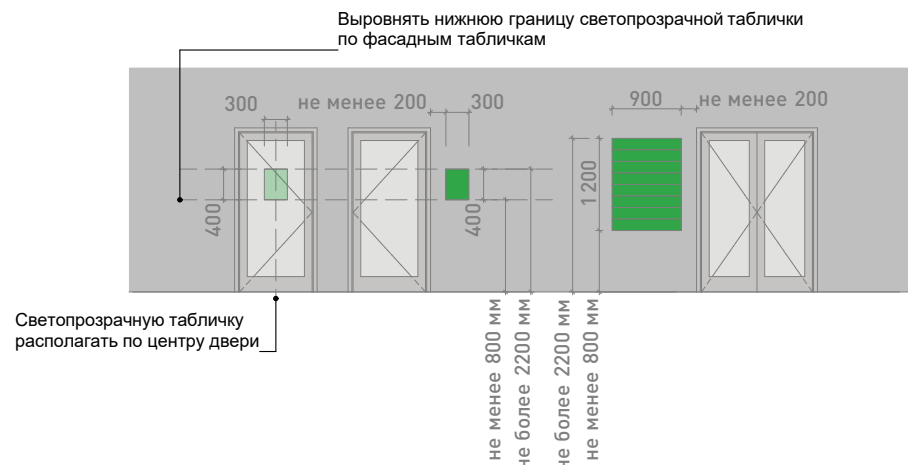 Выровнять нижнюю границу светопрозрачной таблички
по фасадным табличкам
300
не менее 200
300
900
не менее 200
400
400
1200
не менее 800 мм
не более 2200 мм
не более 2200 мм
не менее 800 мм
Светопрозрачную табличку
располагать по центру двери